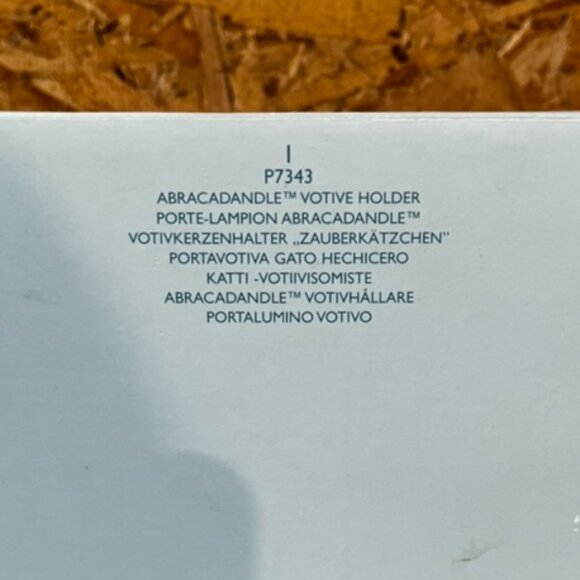 1
P7343
ABRACADANDLE™ VOTIVE HOLDER
PORTE-LAMPION ABRACADANDLE™
VOTIVKERZENHALTER „ZAUBERKÄTZCHEN"
PORTAVOTIVA GATO HECHICERO
KATTI -VOTIIVISOMISTE
ABRACADANDLE™ VOTIVHÅLLARE
PORTALUMINO VOTIVO